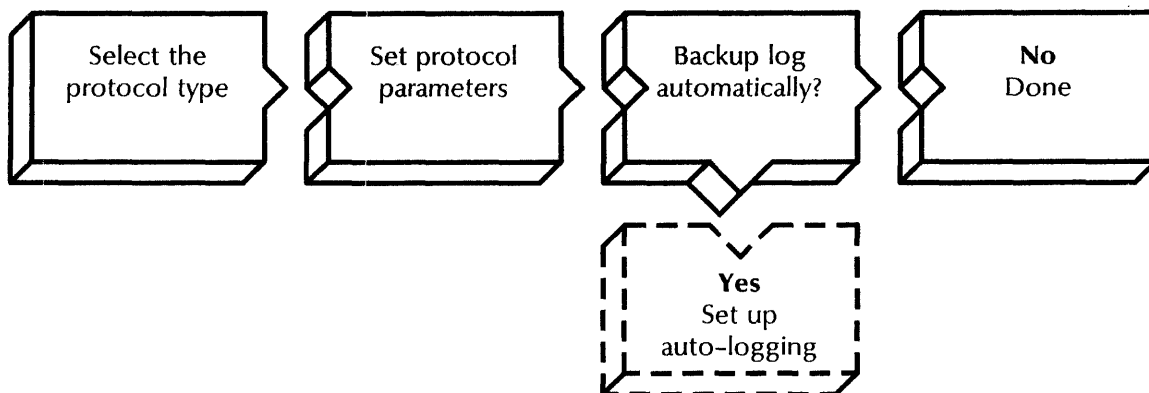 Select the
protocol type
Set protocol
parameters
Backup log
automatically?
No
Done
Yes
Set up
auto-logging